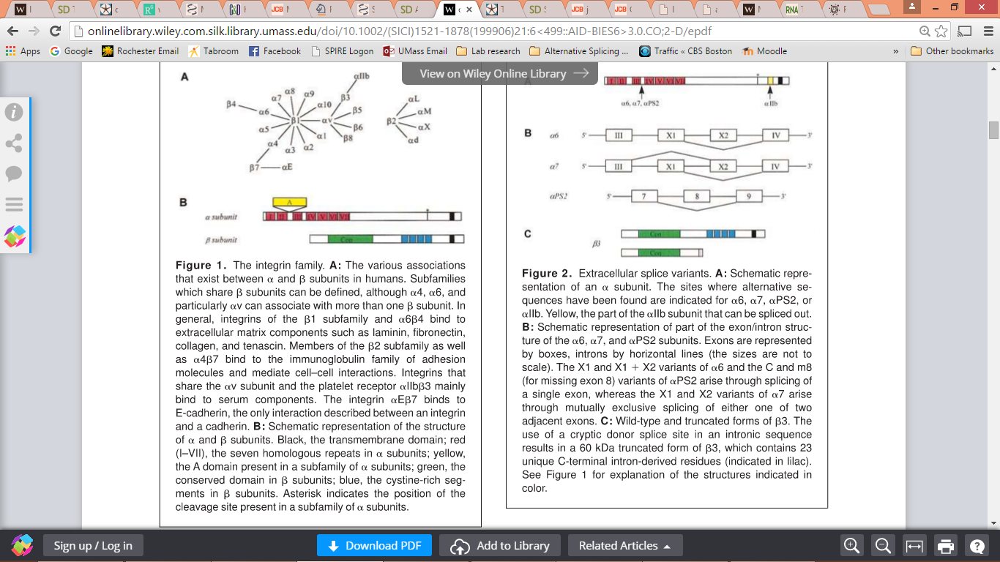 W I
SD T
c
R⁶ v
M
JCB M
F
S
SD A
W c ×
T
SD S
JCB j
JCB C
I
a
W M
RNA T
F
onlinelibrary.wiley.com.silk.library.umass.edu/doi/10.1002/(SICI)1521-1878(199906)21:6<499::AID-BIES6>3.0.CO;2-D/epdf
Apps Google Rochester Email Tabroom Facebook SPIRE Logon UMass Email Lab research Alternative Splicing ... Traffic « CBS Boston Moodle » Other bookmarks
View on Wiley Online Library →
A
αIIb
α8
α7 α9
β4 α6 α10 β3
β1 αv β5
α5 β6
α4 α3 α2 α1 β8
β7 αE
αL
β2 αM
αX
αd
B
A
α subunit I II III IV V VI VII *
β subunit Con
Figure 1. The integrin family. A: The various associations
that exist between α and β subunits in humans. Subfamilies
which share β subunits can be defined, although α4, α6, and
particularly αv can associate with more than one β subunit. In
general, integrins of the β1 subfamily and α6β4 bind to
extracellular matrix components such as laminin, fibronectin,
collagen, and tenascin. Members of the β2 subfamily as well
as α4β7 bind to the immunoglobulin family of adhesion
molecules and mediate cell–cell interactions. Integrins that
share the αv subunit and the platelet receptor αIIbβ3 mainly
bind to serum components. The integrin αEβ7 binds to
E-cadherin, the only interaction described between an integrin
and a cadherin. B: Schematic representation of the structure
of α and β subunits. Black, the transmembrane domain; red
(I–VII), the seven homologous repeats in α subunits; yellow,
the A domain present in a subfamily of α subunits; green, the
conserved domain in β subunits; blue, the cystine-rich seg-
ments in β subunits. Asterisk indicates the position of the
cleavage site present in a subfamily of α subunits.
I II III IV V VI VII *
α6, α7, αPS2 αIIb
B
α6 5' III X1 X2 IV 3'
α7 5' III X1 X2 IV 3'
αPS2 5' 7 8 9 3'
C
β3
Con
Con
Figure 2. Extracellular splice variants. A: Schematic repre-
sentation of an α subunit. The sites where alternative se-
quences have been found are indicated for α6, α7, αPS2, or
αIIb. Yellow, the part of the αIIb subunit that can be spliced out.
B: Schematic representation of part of the exon/intron struc-
ture of the α6, α7, and αPS2 subunits. Exons are represented
by boxes, introns by horizontal lines (the sizes are not to
scale). The X1 and X1 + X2 variants of α6 and the C and m8
(for missing exon 8) variants of αPS2 arise through splicing of
a single exon, whereas the X1 and X2 variants of α7 arise
through mutually exclusive splicing of either one of two
adjacent exons. C: Wild-type and truncated forms of β3. The
use of a cryptic donor splice site in an intronic sequence
results in a 60 kDa truncated form of β3, which contains 23
unique C-terminal intron-derived residues (indicated in lilac).
See Figure 1 for explanation of the structures indicated in
color.
Sign up / Log in
Download PDF
Add to Library
Related Articles